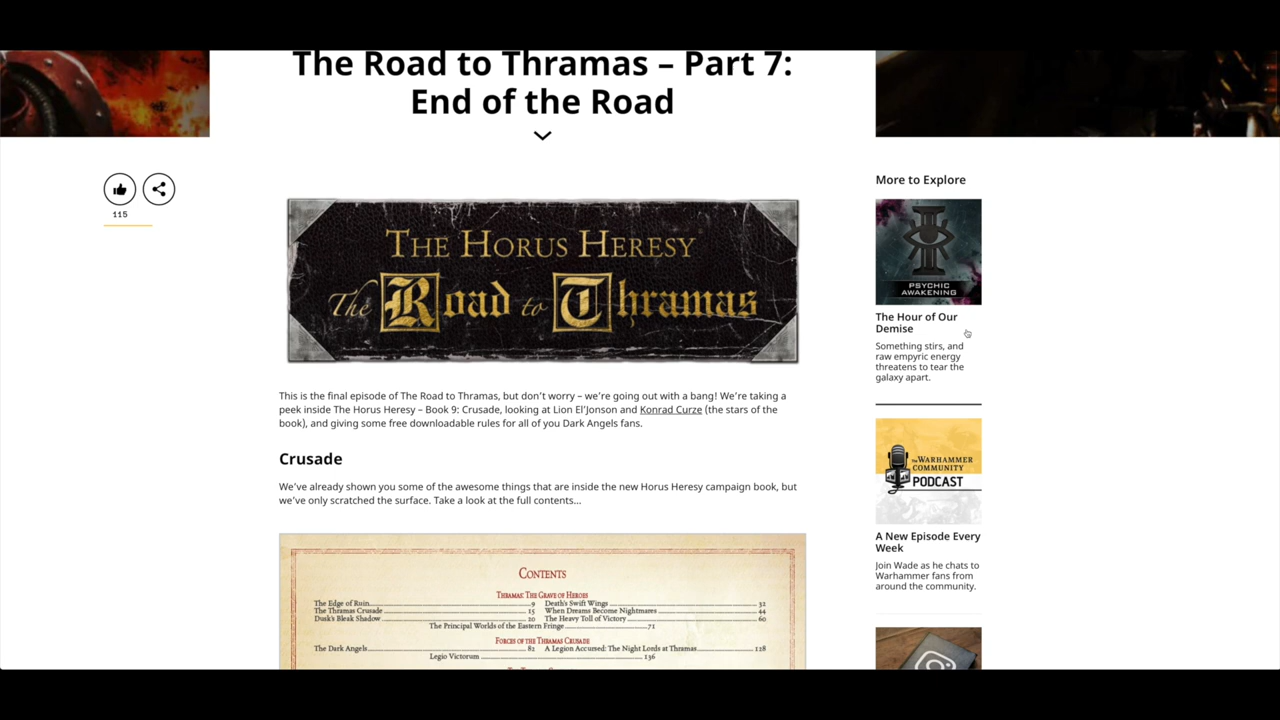 The Road to Thramas – Part 7:
End of the Road
115
THE HORUS HERESY
The Road to Thramas
This is the final episode of The Road to Thramas, but don’t worry – we’re going out with a bang! We’re taking a
peek inside The Horus Heresy – Book 9: Crusade, looking at Lion El’Jonson and Konrad Curze (the stars of the
book), and giving some free downloadable rules for all of you Dark Angels fans.
Crusade
We’ve already shown you some of the awesome things that are inside the new Horus Heresy campaign book, but
we’ve only scratched the surface. Take a look at the full contents…
CONTENTS
THRAMAS: THE GRAVE OF HEROES
The Edge of Ruin 9 Death's Swift Wings 32
The Thramas Crusade 15 When Dreams Become Nightmares 44
Dusk's Bleak Shadow 20 The Heavy Toll of Victory 60
The Principal Worlds of the Eastern Fringe 71
FORCES OF THE THRAMAS CRUSADE
The Dark Angels 82 A Legion Accursed: The Night Lords at Thramas 128
Legio Victorum 136
More to Explore
PSYCHIC
AWAKENING
The Hour of Our
Demise
Something stirs, and
raw empyric energy
threatens to tear the
galaxy apart.
The WARHAMMER
COMMUNITY
PODCAST
A New Episode Every
Week
Join Wade as he chats to
Warhammer fans from
around the community.